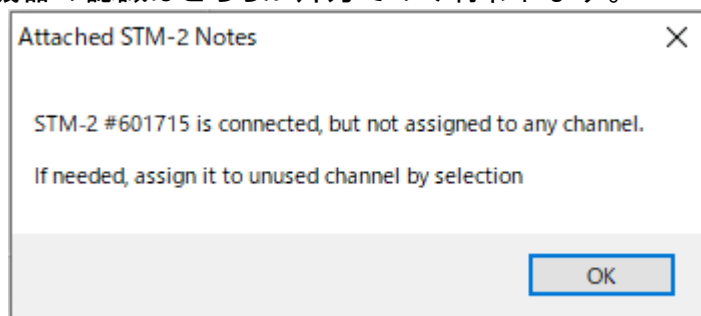 Attached STM-2 Notes
STM-2 #601715 is connected, but not assigned to any channel.
If needed, assign it to unused channel by selection
OK